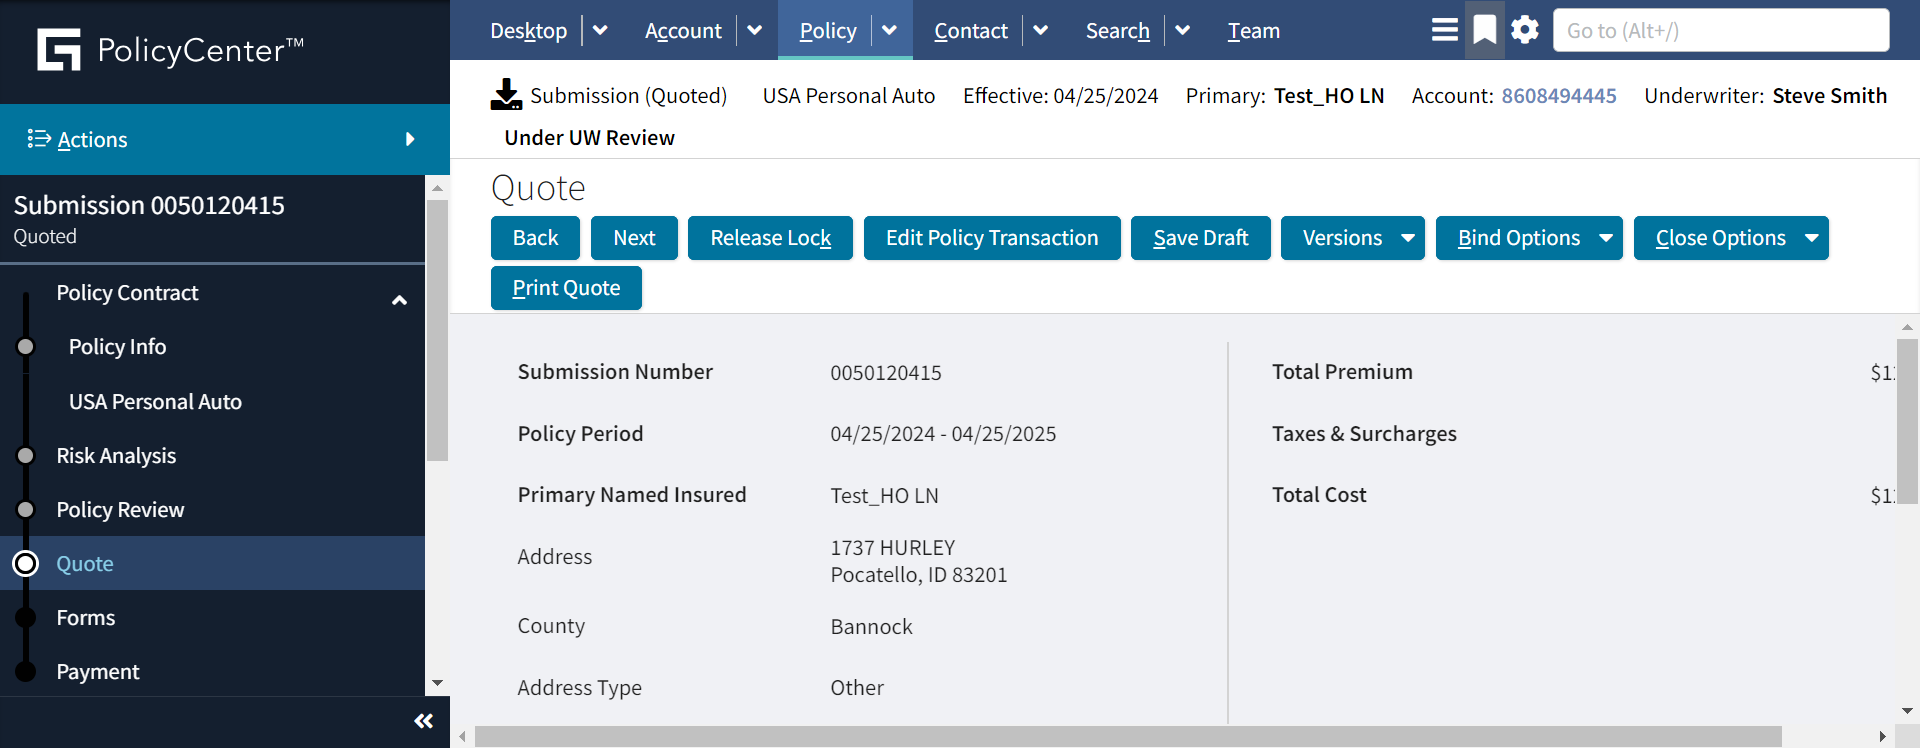 PolicyCenter™
Desktop
Account
Policy
Contact
Search
Team
Go to (Alt+/)
Actions
Submission (Quoted) USA Personal Auto Effective: 04/25/2024 Primary: Test_HO LN Account: 8608494445 Underwriter: Steve Smith
Under UW Review
Submission 0050120415
Quoted
Policy Contract
Policy Info
USA Personal Auto
Risk Analysis
Policy Review
Quote
Forms
Payment
Quote
Back
Next
Release Lock
Edit Policy Transaction
Save Draft
Versions
Bind Options
Close Options
Print Quote
Submission Number 0050120415
Policy Period 04/25/2024 - 04/25/2025
Primary Named Insured Test_HO LN
Address 1737 HURLEY
Pocatello, ID 83201
County Bannock
Address Type Other
Total Premium
Taxes & Surcharges
Total Cost